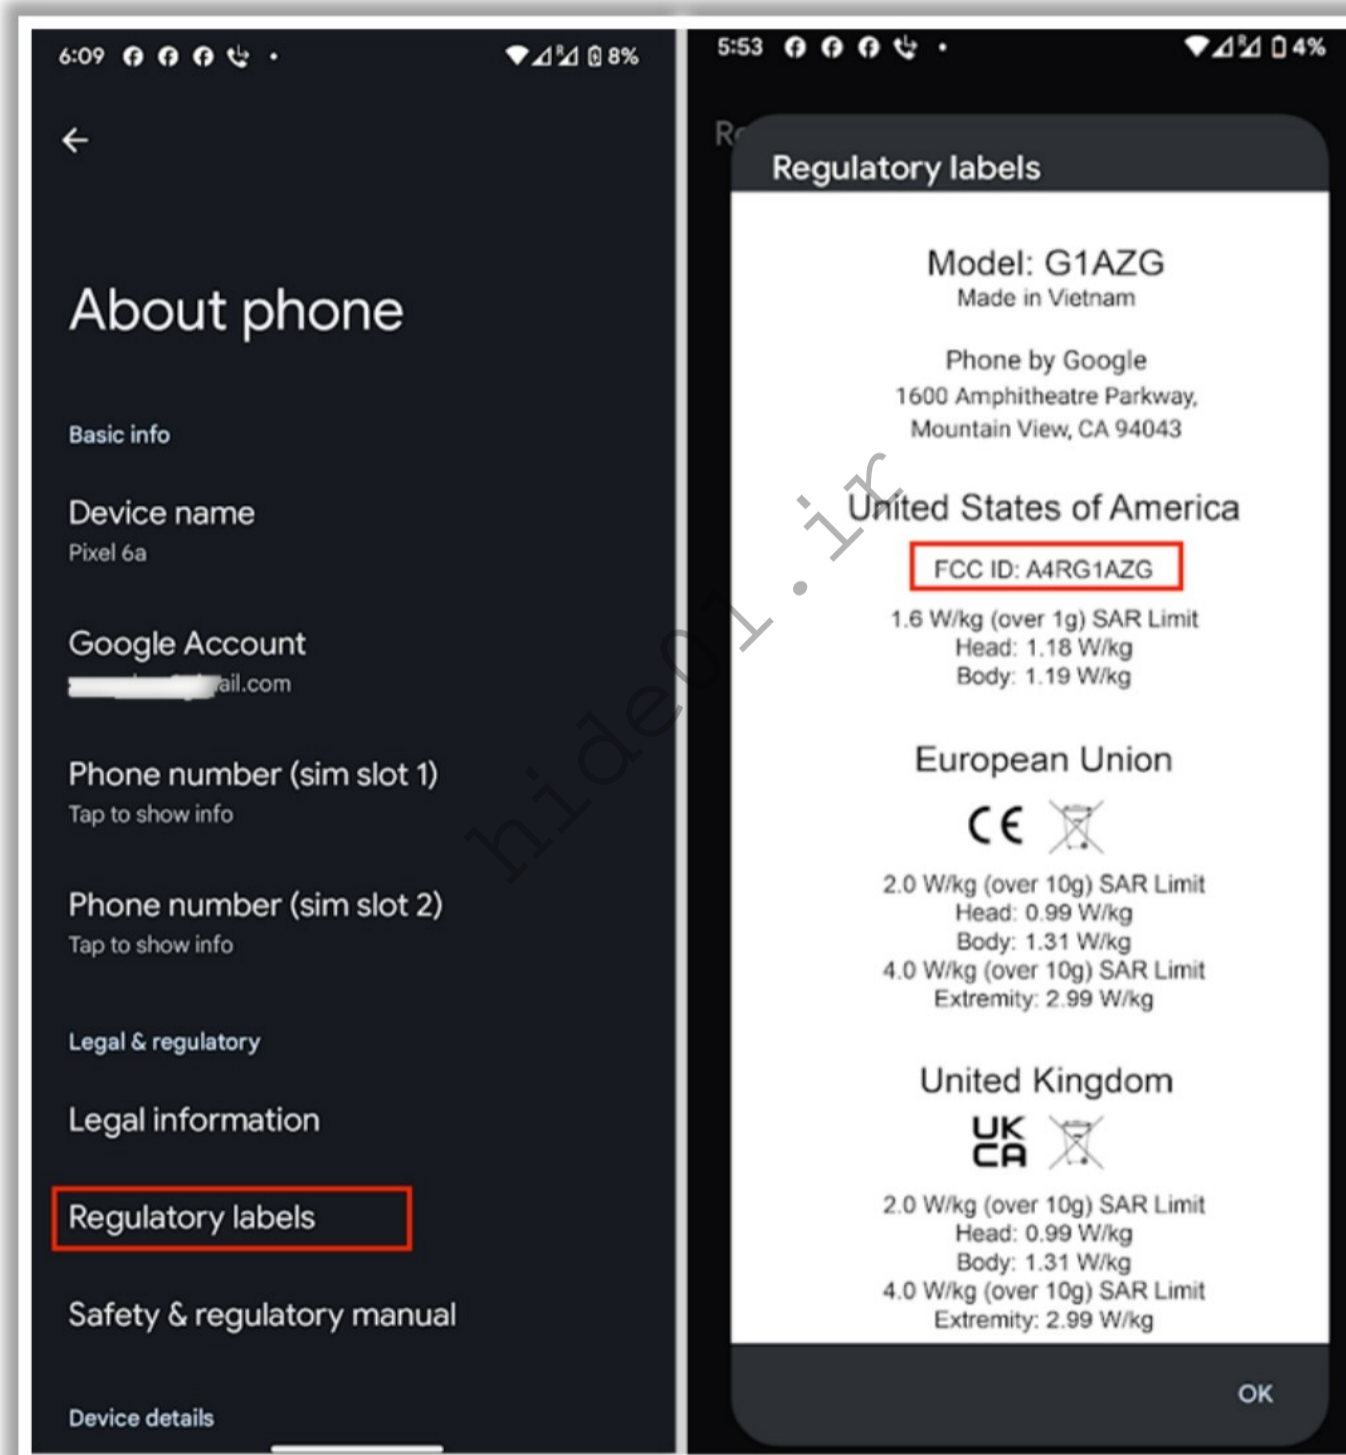 6:09
8%
About phone
Basic info
Device name
Pixel 6a
Google Account
ail.com
Phone number (sim slot 1)
Tap to show info
Phone number (sim slot 2)
Tap to show info
Legal & regulatory
Legal information
Regulatory labels
Safety & regulatory manual
Device details
5:53
R
4%
Re
Regulatory labels
Model: G1AZG
Made in Vietnam
Phone by Google
1600 Amphitheatre Parkway,
Mountain View, CA 94043
United States of America
FCC ID: A4RG1AZG
1.6 W/kg (over 1g) SAR Limit
Head: 1.18 W/kg
Body: 1.19 W/kg
European Union
CE
2.0 W/kg (over 10g) SAR Limit
Head: 0.99 W/kg
Body: 1.31 W/kg
4.0 W/kg (over 10g) SAR Limit
Extremity: 2.99 W/kg
United Kingdom
UK
CA
2.0 W/kg (over 10g) SAR Limit
Head: 0.99 W/kg
Body: 1.31 W/kg
4.0 W/kg (over 10g) SAR Limit
Extremity: 2.99 W/kg
OK
hide01.ir